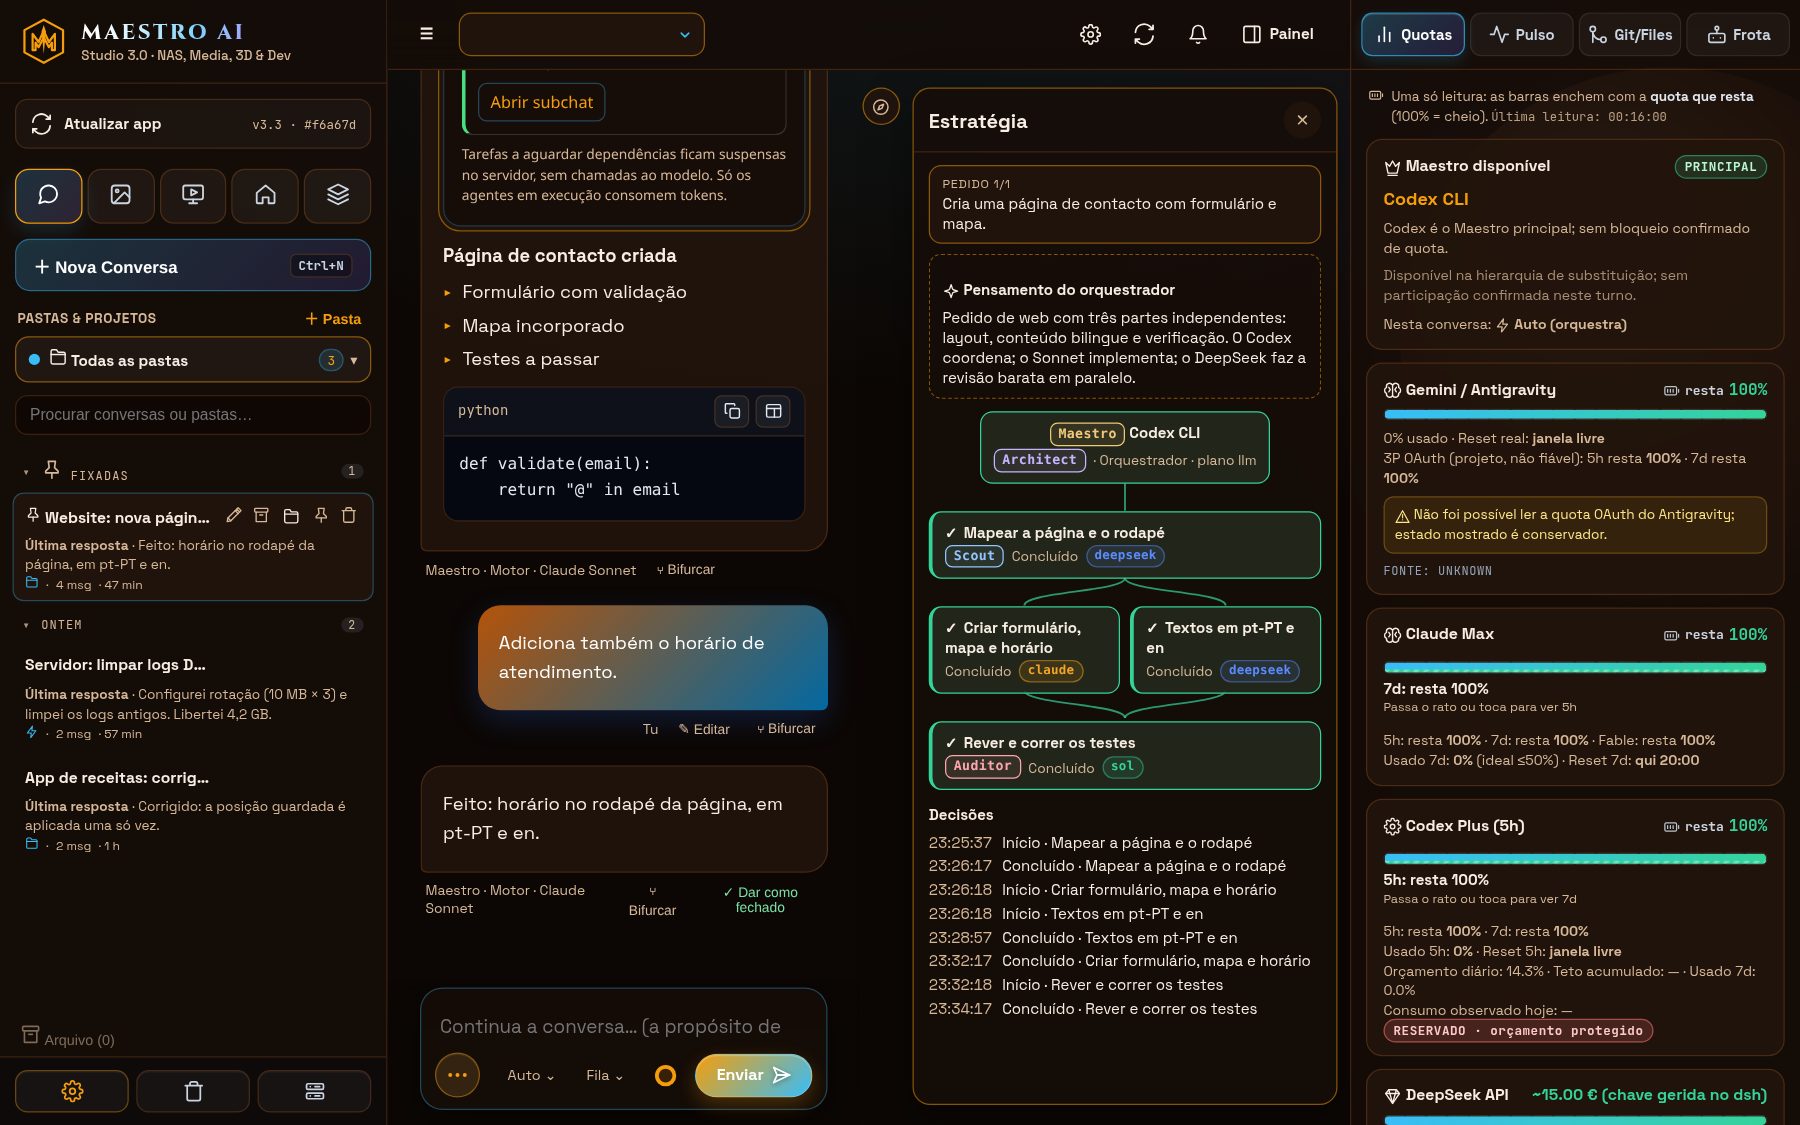 MAESTRO AI
Studio 3.0 · NAS, Media, 3D & Dev
Atualizar app
v3.3 · #f6a67d
+ Nova Conversa
Ctrl+N
PASTAS & PROJETOS
+ Pasta
Todas as pastas
3 ▾
Procurar conversas ou pastas…
▾ FIXADAS
1
Website: nova págin…
Última resposta · Feito: horário no rodapé da
página, em pt-PT e en.
· 4 msg · 47 min
▾ ONTEM
2
Servidor: limpar logs D…
Última resposta · Configurei rotação (10 MB × 3) e
limpei os logs antigos. Libertei 4,2 GB.
· 2 msg · 57 min
App de receitas: corrig…
Última resposta · Corrigido: a posição guardada é
aplicada uma só vez.
· 2 msg · 1 h
Arquivo (0)
☰
Painel
Abrir subchat
Tarefas a aguardar dependências ficam suspensas
no servidor, sem chamadas ao modelo. Só os
agentes em execução consomem tokens.
Página de contacto criada
▸ Formulário com validação
▸ Mapa incorporado
▸ Testes a passar
python
def validate(email):
    return "@" in email
Maestro · Motor · Claude Sonnet
⑂ Bifurcar
Adiciona também o horário de
atendimento.
Tu
✎ Editar
⑂ Bifurcar
Feito: horário no rodapé da página, em
pt-PT e en.
Maestro · Motor · Claude
Sonnet
⑂
Bifurcar
✓ Dar como
fechado
Continua a conversa… (a propósito de
Auto ⌄
Fila ⌄
Enviar
Estratégia
✕
PEDIDO 1/1
Cria uma página de contacto com formulário e
mapa.
Pensamento do orquestrador
Pedido de web com três partes independentes:
layout, conteúdo bilingue e verificação. O Codex
coordena; o Sonnet implementa; o DeepSeek faz a
revisão barata em paralelo.
Maestro Codex CLI
Architect · Orquestrador · plano llm
✓ Mapear a página e o rodapé
Scout Concluído deepseek
✓ Criar formulário,
mapa e horário
Concluído claude
✓ Textos em pt-PT e
en
Concluído deepseek
✓ Rever e correr os testes
Auditor Concluído sol
Decisões
23:25:37 Início · Mapear a página e o rodapé
23:26:17 Concluído · Mapear a página e o rodapé
23:26:18 Início · Criar formulário, mapa e horário
23:26:18 Início · Textos em pt-PT e en
23:28:57 Concluído · Textos em pt-PT e en
23:32:17 Concluído · Criar formulário, mapa e horário
23:32:18 Início · Rever e correr os testes
23:34:17 Concluído · Rever e correr os testes
Quotas
Pulso
Git/Files
Frota
Uma só leitura: as barras enchem com a quota que resta
(100% = cheio). Última leitura: 00:16:00
Maestro disponível
PRINCIPAL
Codex CLI
Codex é o Maestro principal; sem bloqueio confirmado
de quota.
Disponível na hierarquia de substituição; sem
participação confirmada neste turno.
Nesta conversa: Auto (orquestra)
Gemini / Antigravity
resta 100%
0% usado · Reset real: janela livre
3P OAuth (projeto, não fiável): 5h resta 100% · 7d resta
100%
Não foi possível ler a quota OAuth do Antigravity;
estado mostrado é conservador.
FONTE: UNKNOWN
Claude Max
resta 100%
7d: resta 100%
Passa o rato ou toca para ver 5h
5h: resta 100% · 7d: resta 100% · Fable: resta 100%
Usado 7d: 0% (ideal ≤50%) · Reset 7d: qui 20:00
Codex Plus (5h)
resta 100%
5h: resta 100%
Passa o rato ou toca para ver 7d
5h: resta 100% · 7d: resta 100%
Usado 5h: 0% · Reset 5h: janela livre
Orçamento diário: 14.3% · Teto acumulado: — · Usado 7d:
0.0%
Consumo observado hoje: —
RESERVADO · orçamento protegido
DeepSeek API
~15.00 € (chave gerida no dsh)